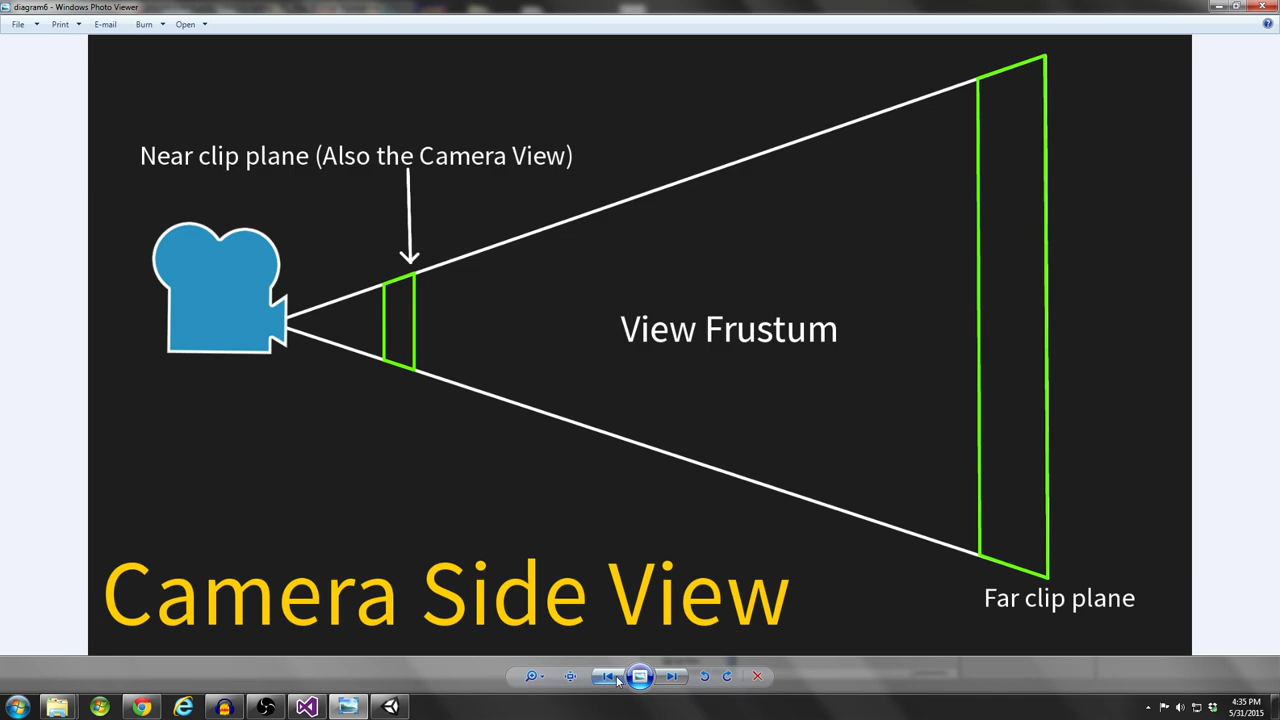 diagram6 - Windows Photo Viewer
File Print E-mail Burn Open
Near clip plane (Also the Camera View)
View Frustum
Camera Side View
Far clip plane
4:35 PM
5/31/2015